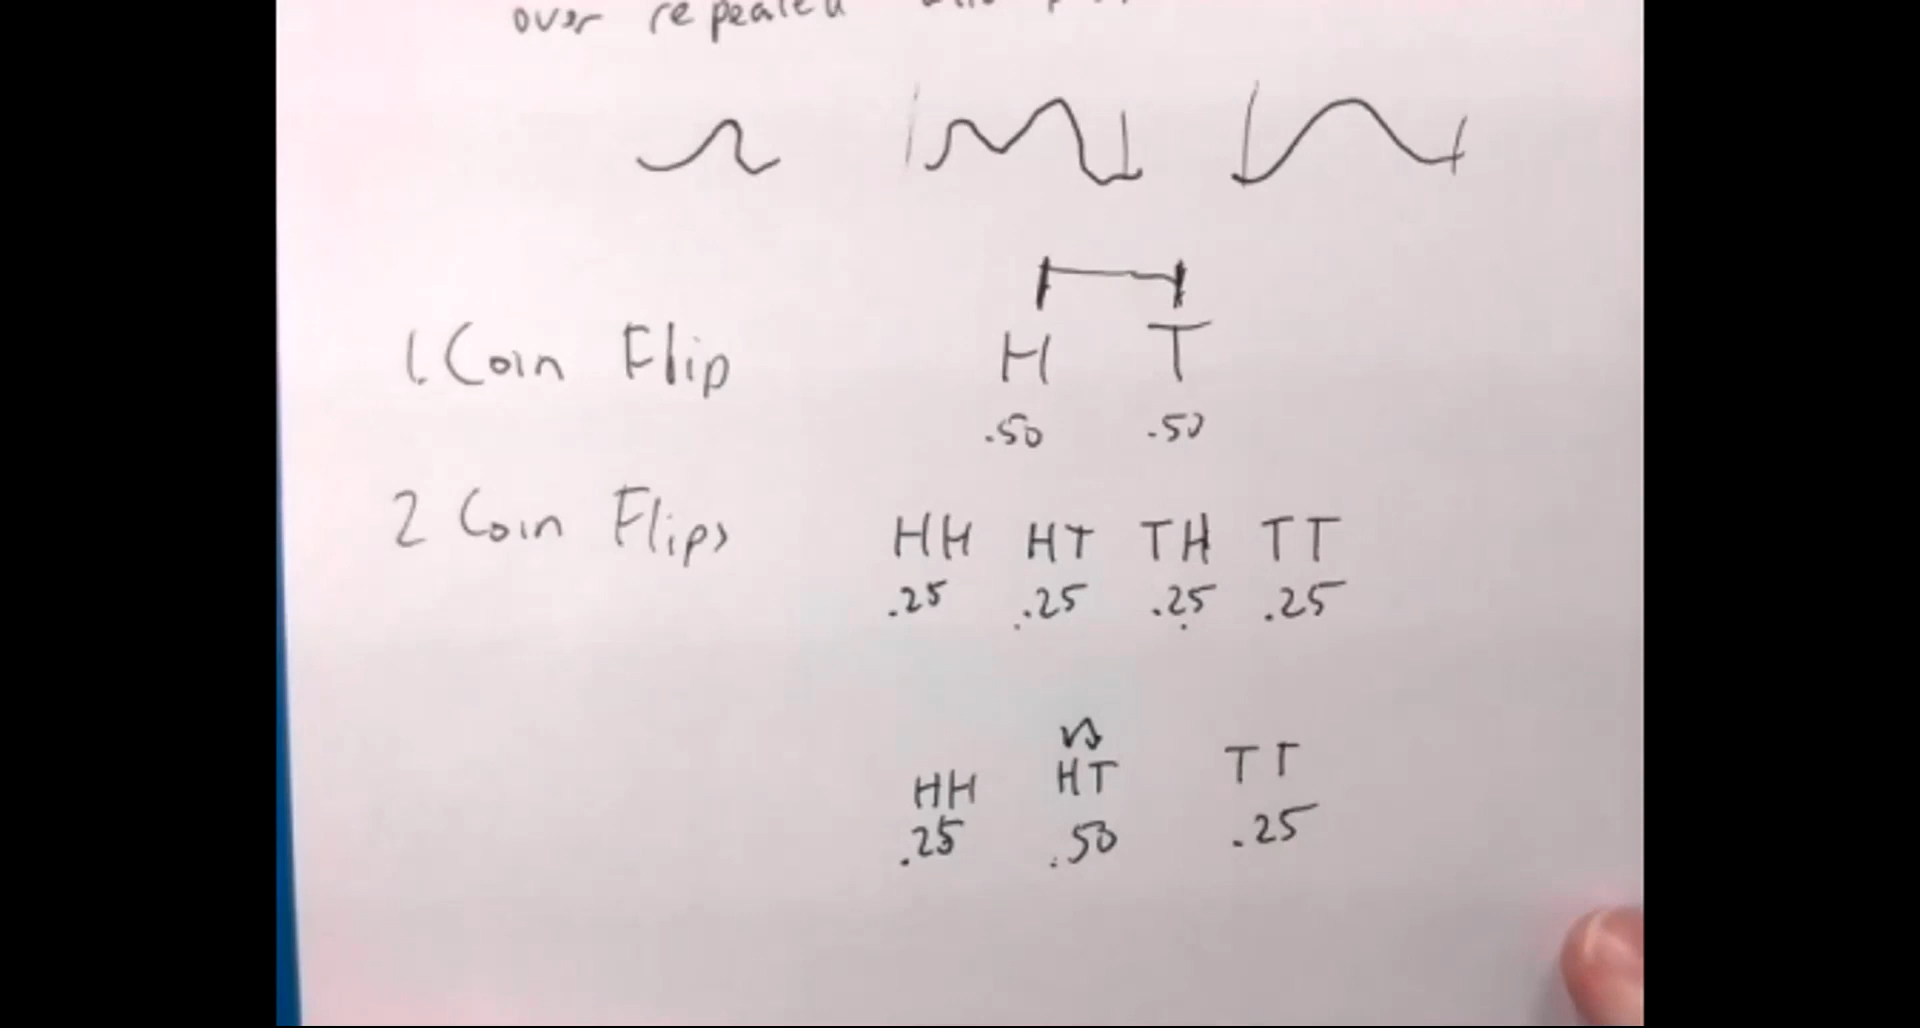 over repeated
1. Coin Flip H T
.50 .50
2 Coin Flips HH HT TH TT
.25 .25 .25 .25
HH HT TT
.25 .50 .25